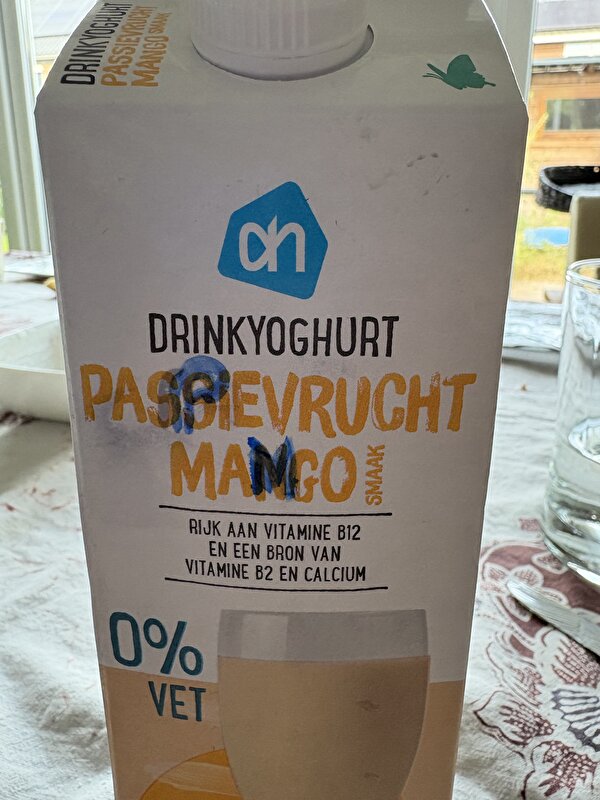 DRINKYOGHURT
PASSIEVRUCHT
MANGO SMAAK
ah
DRINKYOGHURT
PASSIEVRUCHT
MANGO SMAAK
RIJK AAN VITAMINE B12
EN EEN BRON VAN
VITAMINE B2 EN CALCIUM
0%
VET